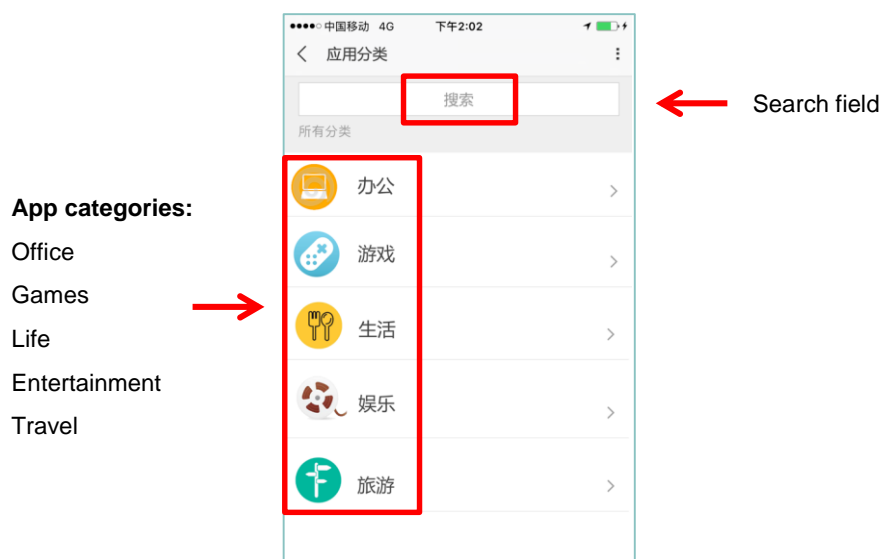 中国移动 4G 下午2:02
应用分类
搜索
Search field
所有分类
办公
游戏
生活
娱乐
旅游
App categories:
Office
Games
Life
Entertainment
Travel